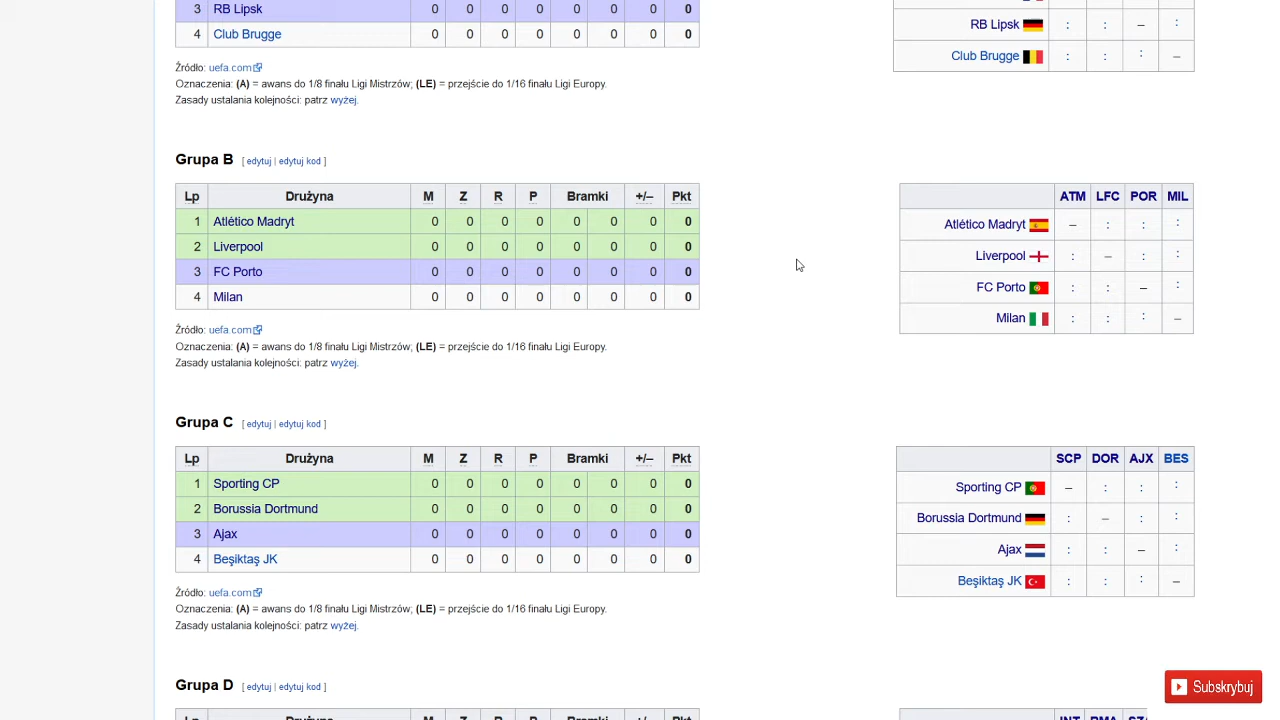 3 RB Lipsk 0 0 0 0 0 0 0 0
4 Club Brugge 0 0 0 0 0 0 0 0
RB Lipsk : : – :
Club Brugge : : : –
Źródło: uefa.com
Oznaczenia: (A) = awans do 1/8 finału Ligi Mistrzów; (LE) = przejście do 1/16 finału Ligi Europy.
Zasady ustalania kolejności: patrz wyżej.
Grupa B [ edytuj | edytuj kod ]
Lp Drużyna M Z R P Bramki +/– Pkt
1 Atlético Madryt 0 0 0 0 0 0 0 0
2 Liverpool 0 0 0 0 0 0 0 0
3 FC Porto 0 0 0 0 0 0 0 0
4 Milan 0 0 0 0 0 0 0 0
ATM LFC POR MIL
Atlético Madryt – : : :
Liverpool : – : :
FC Porto : : – :
Milan : : : –
Źródło: uefa.com
Oznaczenia: (A) = awans do 1/8 finału Ligi Mistrzów; (LE) = przejście do 1/16 finału Ligi Europy.
Zasady ustalania kolejności: patrz wyżej.
Grupa C [ edytuj | edytuj kod ]
Lp Drużyna M Z R P Bramki +/– Pkt
1 Sporting CP 0 0 0 0 0 0 0 0
2 Borussia Dortmund 0 0 0 0 0 0 0 0
3 Ajax 0 0 0 0 0 0 0 0
4 Beşiktaş JK 0 0 0 0 0 0 0 0
SCP DOR AJX BES
Sporting CP – : : :
Borussia Dortmund : – : :
Ajax : : – :
Beşiktaş JK : : : –
Źródło: uefa.com
Oznaczenia: (A) = awans do 1/8 finału Ligi Mistrzów; (LE) = przejście do 1/16 finału Ligi Europy.
Zasady ustalania kolejności: patrz wyżej.
Grupa D [ edytuj | edytuj kod ]
Lp Drużyna M Z R P Bramki +/– Pkt
INT RMA
Subskrybuj